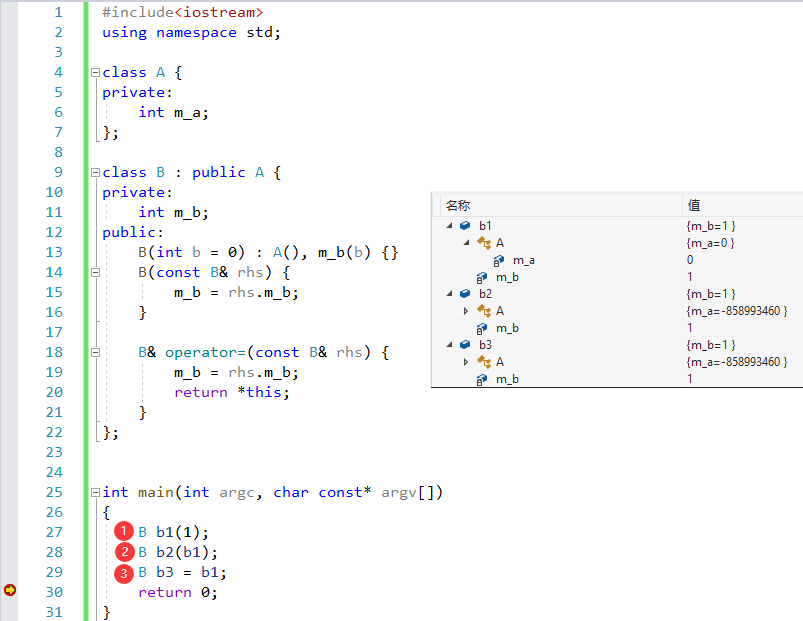 1 #include<iostream>
2 using namespace std;
3
4 class A {
5 private:
6     int m_a;
7 };
8
9 class B : public A {
10 private:
11     int m_b;
12 public:
13     B(int b = 0) : A(), m_b(b) {}
14     B(const B& rhs) {
15         m_b = rhs.m_b;
16     }
17
18     B& operator=(const B& rhs) {
19         m_b = rhs.m_b;
20         return *this;
21     }
22 };
23
24
25 int main(int argc, char const* argv[])
26 {
27 1 B b1(1);
28 2 B b2(b1);
29 3 B b3 = b1;
30     return 0;
31 }
名称 值
b1 {m_b=1 }
A {m_a=0 }
m_a 0
m_b 1
b2 {m_b=1 }
A {m_a=-858993460 }
m_b 1
b3 {m_b=1 }
A {m_a=-858993460 }
m_b 1